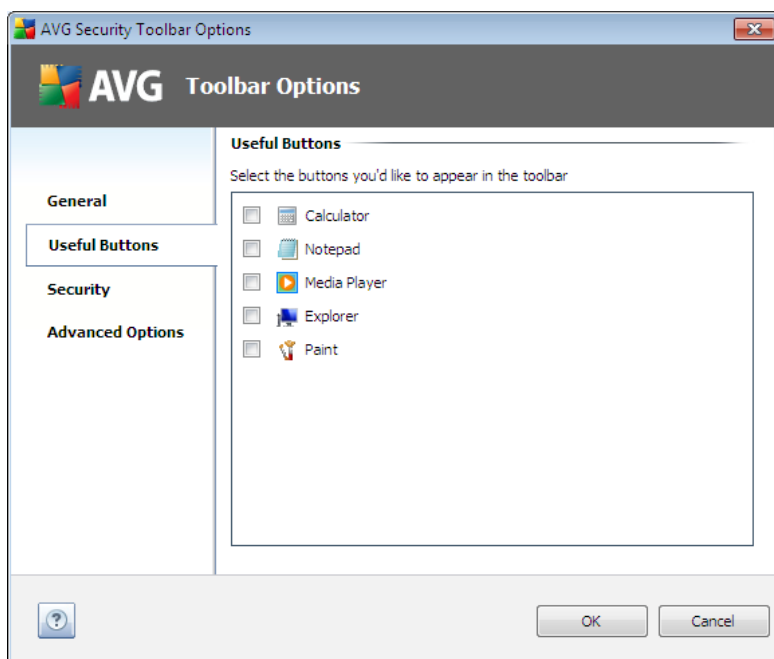 AVG Security Toolbar Options
AVG Toolbar Options
Useful Buttons
Select the buttons you'd like to appear in the toolbar
General
Useful Buttons
Security
Advanced Options
Calculator
Notepad
Media Player
Explorer
Paint
?
OK
Cancel